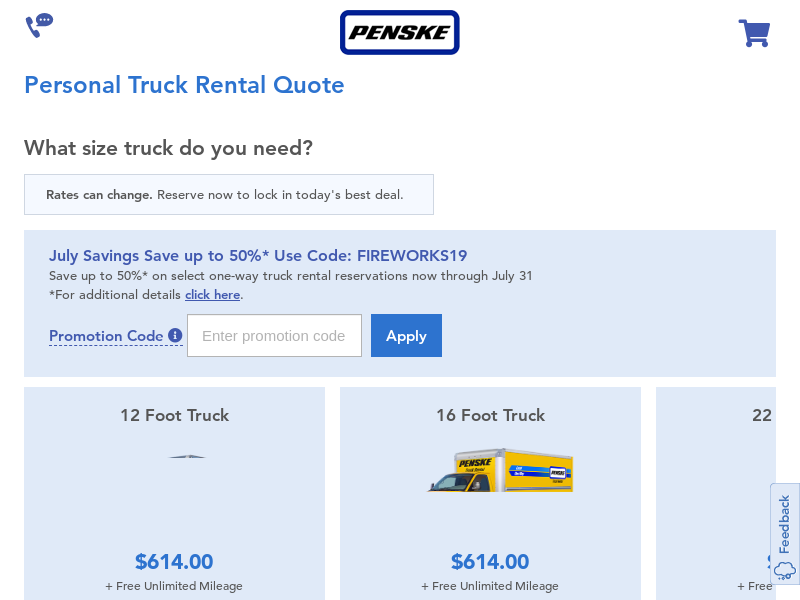 PENSKE
Personal Truck Rental Quote
What size truck do you need?
Rates can change. Reserve now to lock in today's best deal.
July Savings Save up to 50%* Use Code: FIREWORKS19
Save up to 50%* on select one-way truck rental reservations now through July 31
*For additional details click here.
Promotion Code
Enter promotion code
Apply
12 Foot Truck
16 Foot Truck
22
PENSKE
Truck Rental
PENSKE
$614.00
$614.00
+ Free Unlimited Mileage
+ Free Unlimited Mileage
+ Free
Feedback